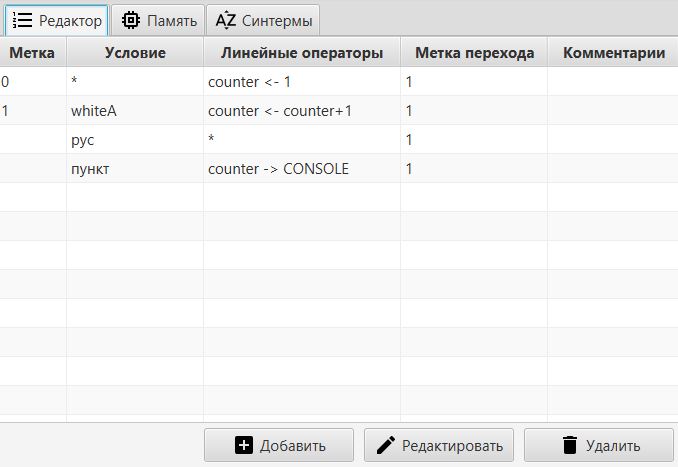 Редактор Память Синтермы
Метка Условие Линейные операторы Метка перехода Комментарии
0 * counter <- 1 1
1 whiteA counter <- counter+1 1
рус * 1
пункт counter -> CONSOLE 1
Добавить Редактировать Удалить